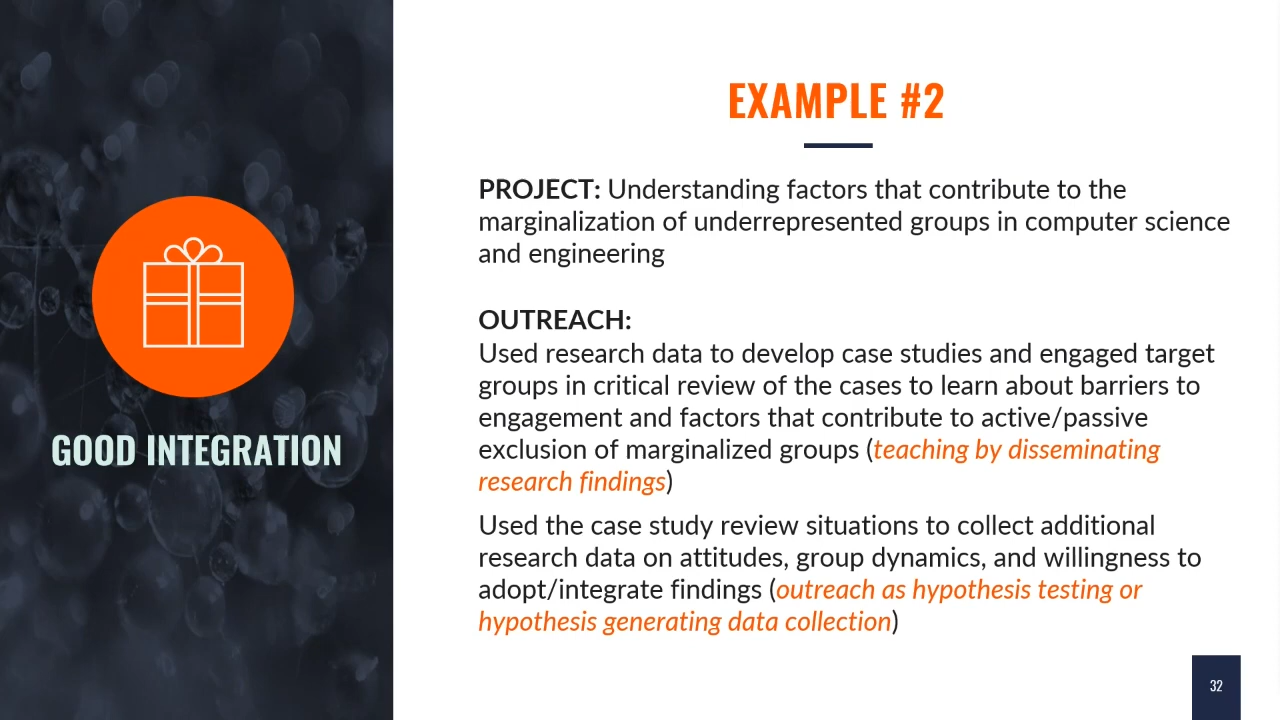 GOOD INTEGRATION
EXAMPLE #2
PROJECT: Understanding factors that contribute to the
marginalization of underrepresented groups in computer science
and engineering
OUTREACH:
Used research data to develop case studies and engaged target
groups in critical review of the cases to learn about barriers to
engagement and factors that contribute to active/passive
exclusion of marginalized groups (teaching by disseminating
research findings)
Used the case study review situations to collect additional
research data on attitudes, group dynamics, and willingness to
adopt/integrate findings (outreach as hypothesis testing or
hypothesis generating data collection)
32